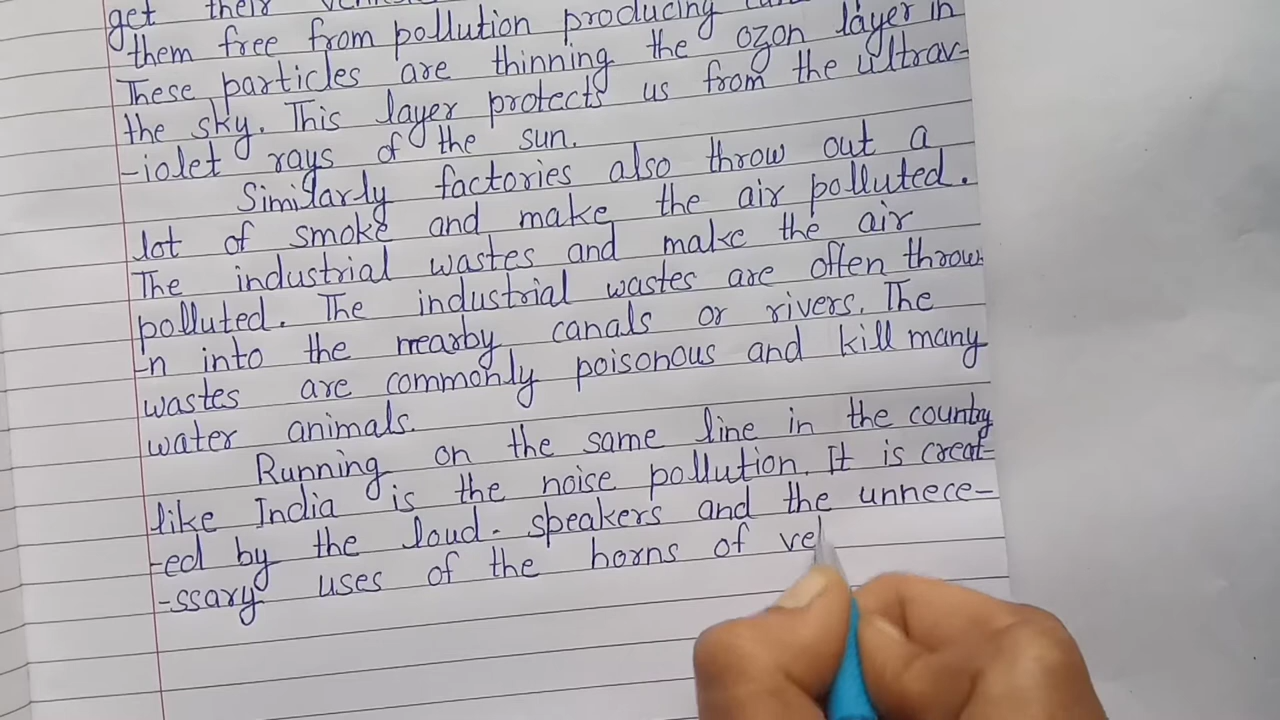 get their
them free from pollution producing
These particles are thinning the ozon layer in
the sky. This layer protects us from the ultrav-
-iolet rays of the sun.
Similarly factories also throw out a
lot of smoke and make the air polluted.
The industrial wastes and make the air
polluted. The industrial wastes are often throw
-n into the nearby canals or rivers. The
wastes are commonly poisonous and kill many
water animals.
Running on the same line in the country
like India is the noise pollution. It is creat-
-ed by the loud-speakers and the unnece-
-ssary uses of the horns of ve